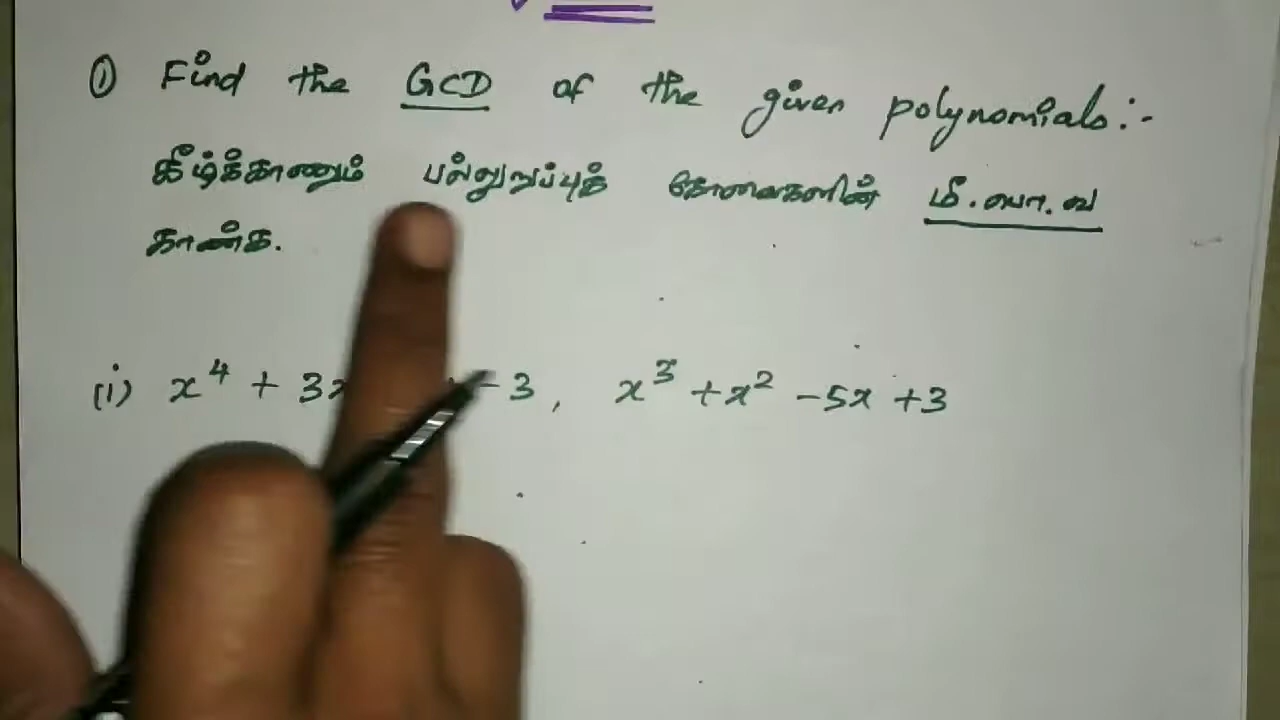 ① Find the GCD of the given polynomials:-
கீழ்க்காணும் பல்லுறுப்புக் கோவைகளின் மீ.பொ.வ
காண்க.
(i) x⁴ + 3x - 3, x³ + x² - 5x + 3